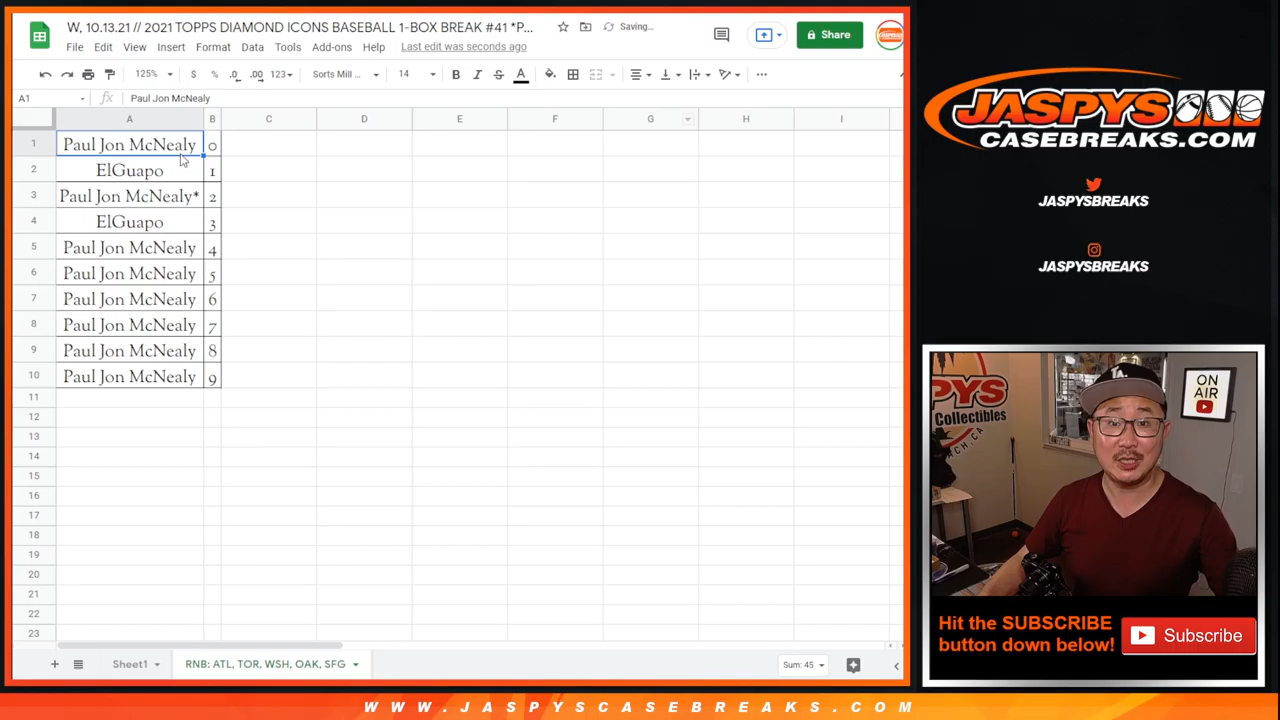 W, 10.13.21 // 2021 TOPPS DIAMOND ICONS BASEBALL 1-BOX BREAK #41 *P...
Saving...
File Edit View Insert Format Data Tools Add-ons Help Last edit was seconds ago
Share
125% $ % .0 .00 123 Sorts Mill ... 14 B I S A
A1 fx Paul Jon McNealy
A B C D E F G H I
1 Paul Jon McNealy 0
2 ElGuapo 1
3 Paul Jon McNealy* 2
4 ElGuapo 3
5 Paul Jon McNealy 4
6 Paul Jon McNealy 5
7 Paul Jon McNealy 6
8 Paul Jon McNealy 7
9 Paul Jon McNealy 8
10 Paul Jon McNealy 9
11
12
13
14
15
16
17
18
19
20
21
22
23
Sheet1 RNB: ATL, TOR, WSH, OAK, SFG Sum: 45
JASPYS
CASEBREAKS.COM
JASPYSBREAKS
JASPYSBREAKS
PYS
Collectibles
ON
AIR
LA
Hit the SUBSCRIBE
button down below!
Subscribe
WWW.JASPYSCASEBREAKS.COM